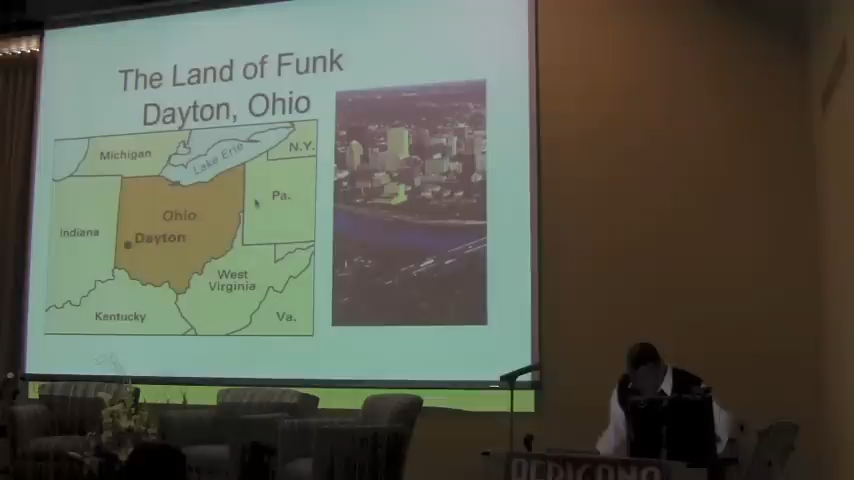 The Land of Funk
Dayton, Ohio
Michigan
Lake Erie
N.Y.
Pa.
Ohio
Indiana
Dayton
West
Virginia
Kentucky
Va.